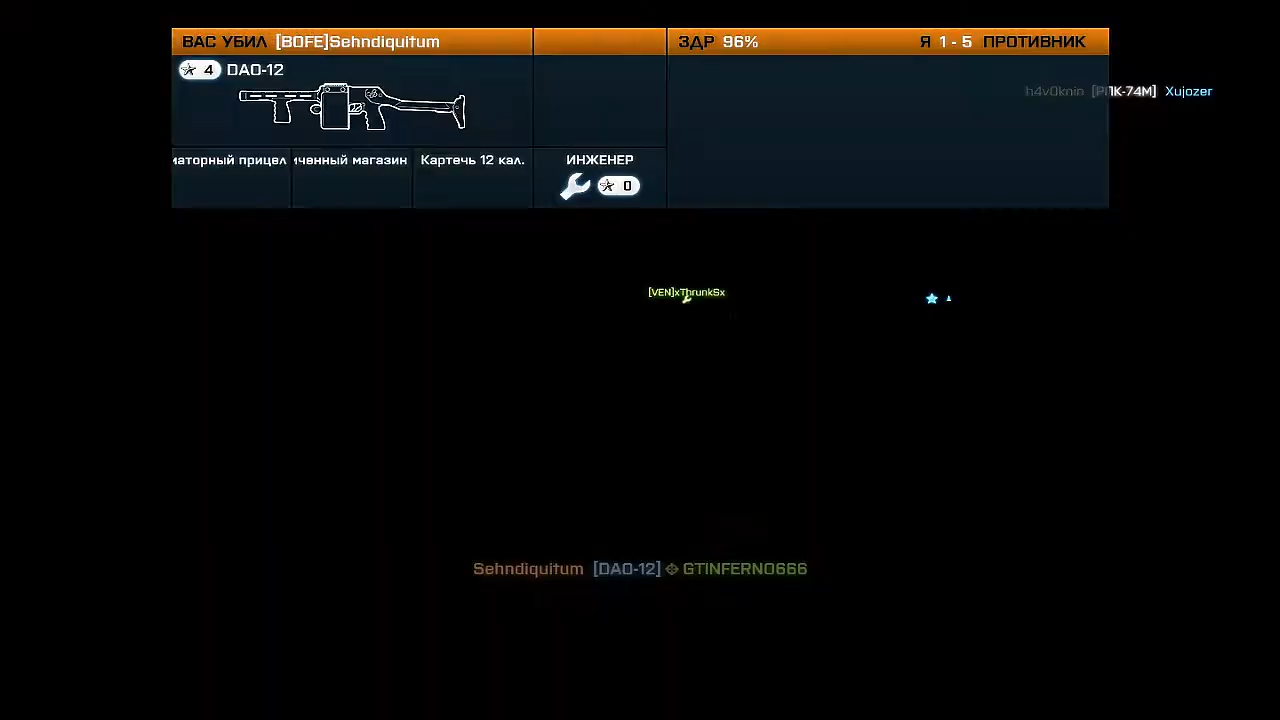 ВАС УБИЛ [BOFE]Sehndiquitum
ЗДР 96%
Я 1 - 5 ПРОТИВНИК
4 DAO-12
h4v0knin [РПК-74М] Xujozer
иаторный прицел
иченный магазин
Картечь 12 кал.
ИНЖЕНЕР
0
[VEN]xThrunkSx
Sehndiquitum [DAO-12] GTINFERNO666